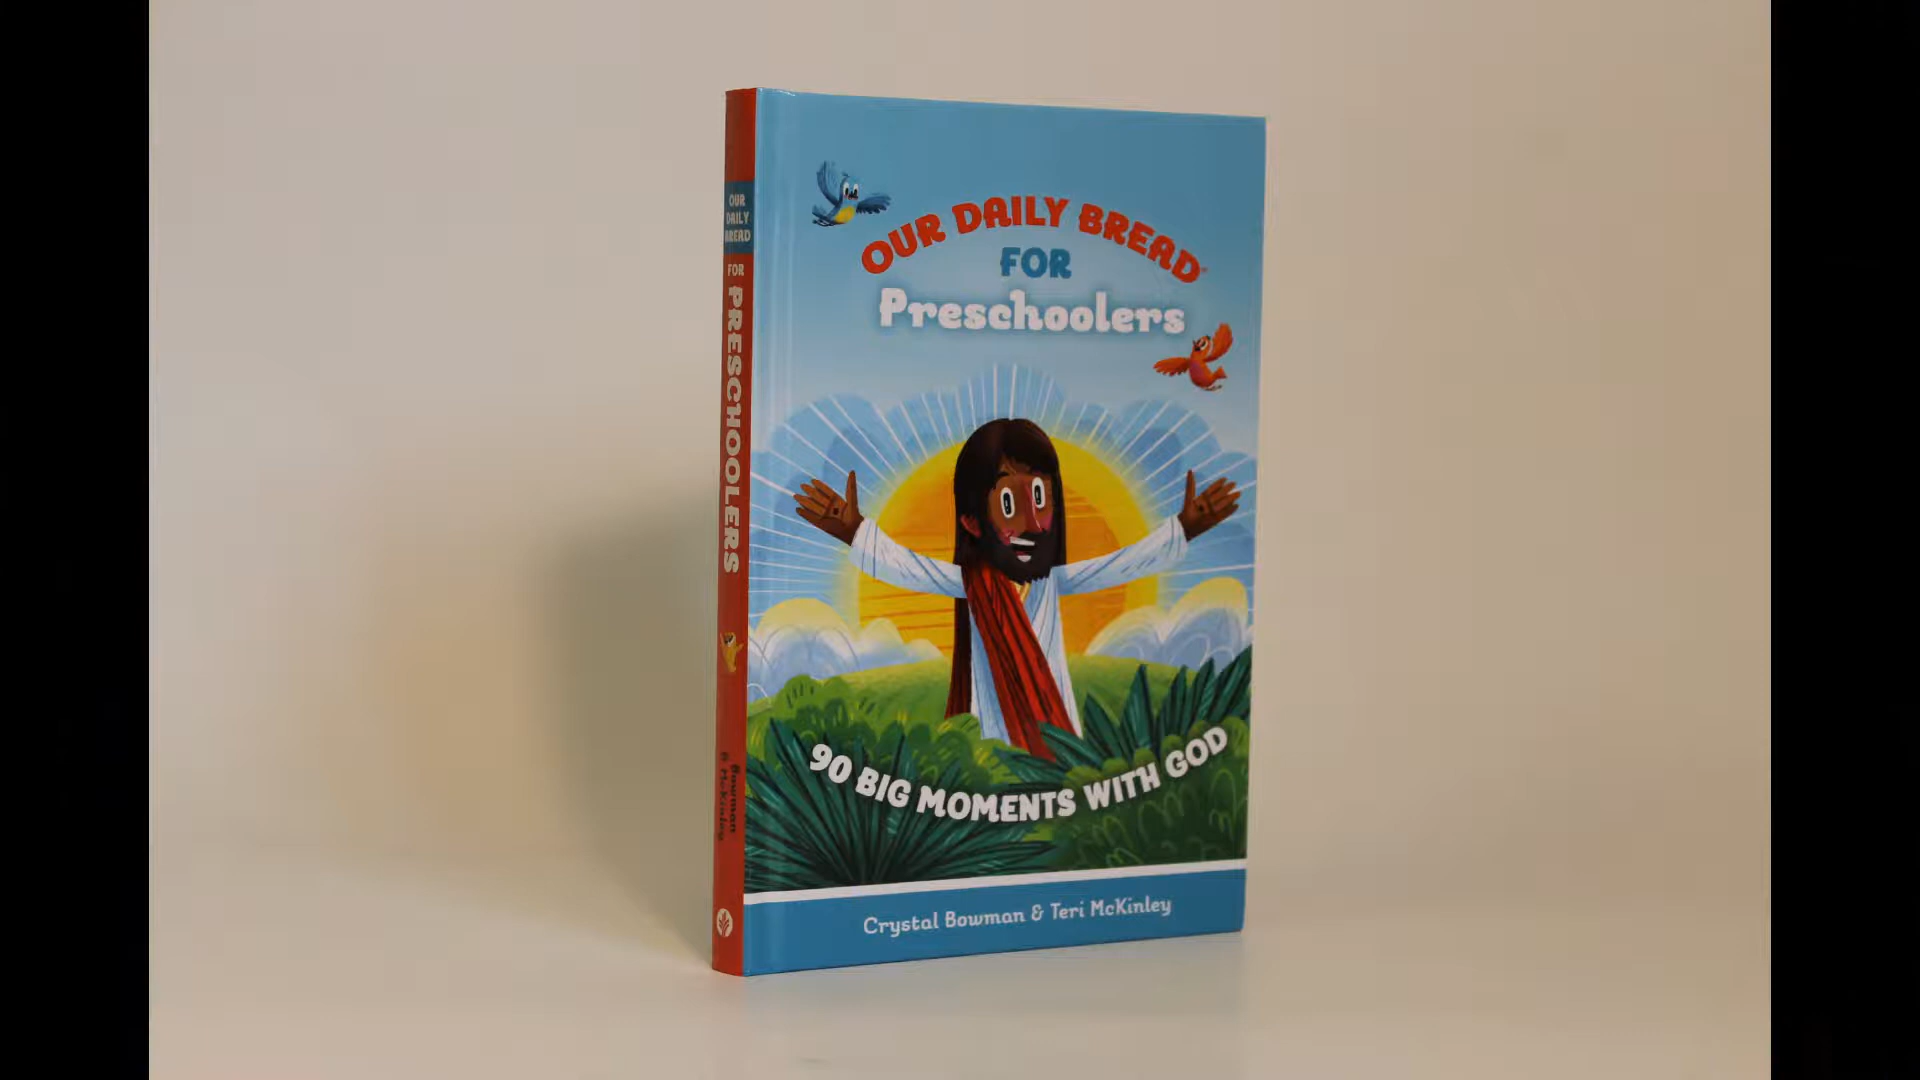 OUR
DAILY
BREAD
FOR
PRESCHOOLERS
Bowman
& McKinley
OUR DAILY BREAD®
FOR
Preschoolers
90 BIG MOMENTS WITH GOD
Crystal Bowman & Teri McKinley